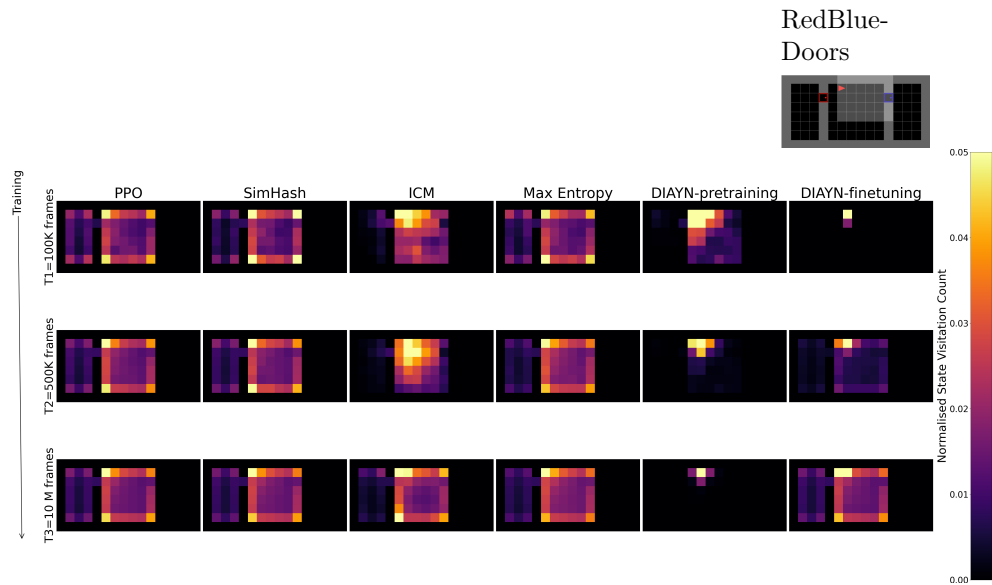 RedBlue-
Doors
Training
PPO
SimHash
ICM
Max Entropy
DIAYN-pretraining
DIAYN-finetuning
T1=100K frames
T2=500K frames
T3=10 M frames
0.05
0.04
0.03
0.02
0.01
0.00
Normalised State Visitation Count